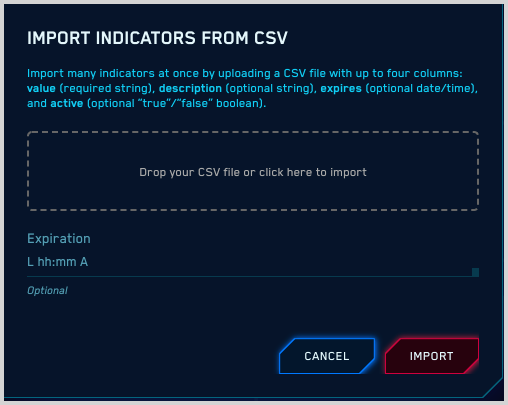 IMPORT INDICATORS FROM CSV
Import many indicators at once by uploading a CSV file with up to four columns:
value (required string), description (optional string), expires (optional date/time),
and active (optional “true”/“false” boolean).
Drop your CSV file or click here to import
Expiration
L hh:mm A
Optional
CANCEL
IMPORT